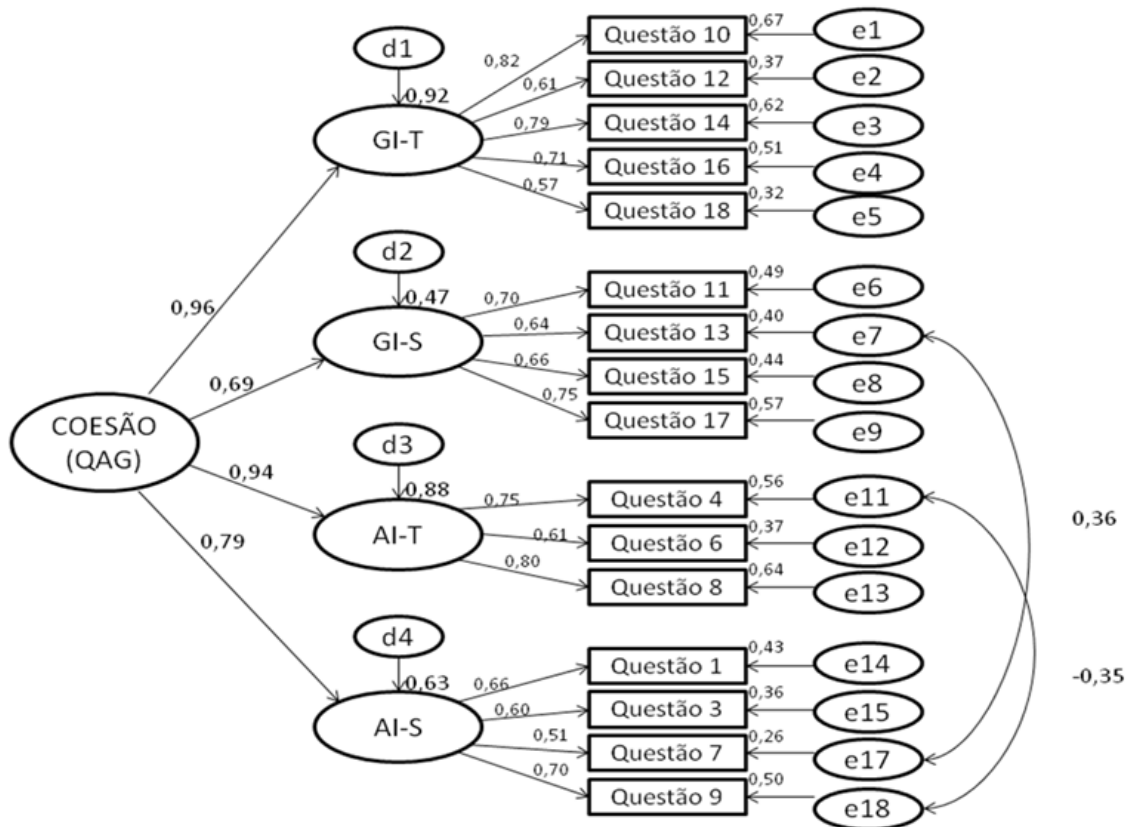 d1
0,92
GI-T
0,82
0,61
0,79
0,71
0,57
Questão 10
0,67
e1
Questão 12
0,37
e2
Questão 14
0,62
e3
Questão 16
0,51
e4
Questão 18
0,32
e5
d2
0,47
GI-S
0,70
0,64
0,66
0,75
Questão 11
0,49
e6
Questão 13
0,40
e7
Questão 15
0,44
e8
Questão 17
0,57
e9
0,96
0,69
COESÃO
(QAG)
0,94
0,79
d3
0,88
AI-T
0,75
0,61
0,80
Questão 4
0,56
e11
Questão 6
0,37
e12
Questão 8
0,64
e13
0,36
d4
0,63
AI-S
0,66
0,60
0,51
0,70
Questão 1
0,43
e14
Questão 3
0,36
e15
Questão 7
0,26
e17
Questão 9
0,50
e18
-0,35